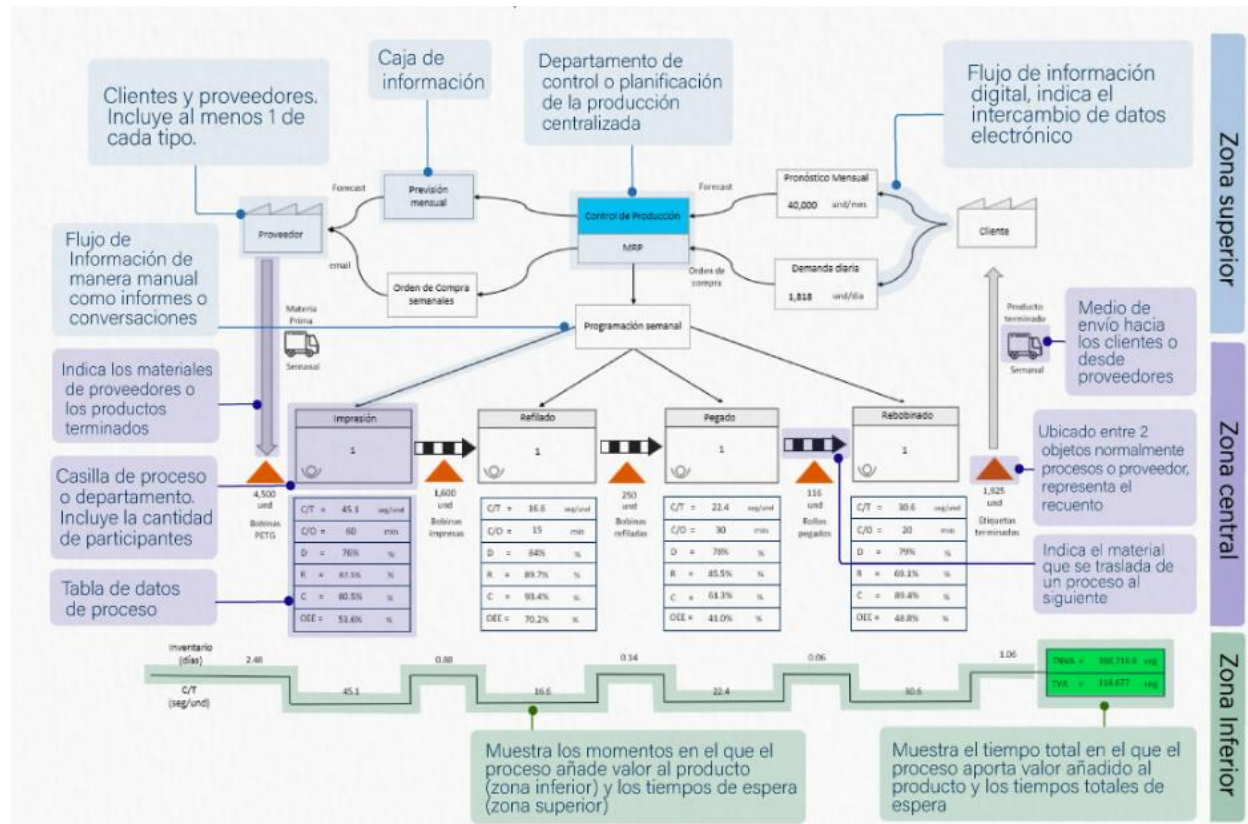 Clientes y proveedores.
Incluye al menos 1 de
cada tipo.
Caja de
información
Departamento de
control o planificación
de la producción
centralizada
Flujo de información
digital, indica el
intercambio de datos
electrónico
Zona superior
Forecast
Previsión
mensual
Control de Producción
MRP
Forecast
Pronóstico Mensual
40,000 und/mes
Proveedor
Cliente
Flujo de
Información de
manera manual
como informes o
conversaciones
email
Orden de Compra
semanales
Orden de
compra
Demanda diaria
1,818 und/dia
Materia
Prima
Semanal
Programación semanal
Producto
terminado
Semanal
Medio de
envío hacia
los clientes o
desde
proveedores
Indica los materiales
de proveedores o
los productos
terminados
Zona central
Impresión
1
Refilado
1
Pegado
1
Rebobinado
1
Casilla de proceso
o departamento.
Incluye la cantidad
de participantes
Ubicado entre 2
objetos normalmente
procesos o proveedor,
representa el
recuento
4,500
und
Bobinas
PETG
1,600
und
Bobinas
impresas
250
und
Bobinas
refiladas
116
und
Rollos
pegados
1,925
und
Etiquetas
terminadas
C/T = 45.1 seg/und
C/O = 60 min
D = 76% %
R = %
C = 80.5% %
OEE = 53.6% %
C/T = 16.6 seg/und
C/O = 15 min
D = 84% %
R = 89.7% %
C = 93.4% %
OEE = 70.2% %
C/T = 22.4 seg/und
C/O = 30 min
D = 78% %
R = 85.5% %
C = 61.3% %
OEE = 41.0% %
C/T = 30.6 seg/und
C/O = 20 min
D = 79% %
R = 69.1% %
C = 89.4% %
OEE = 48.8% %
Indica el material
que se traslada de
un proceso al
siguiente
Tabla de datos
de proceso
Inventario
(días)
2.48
0.88
0.14
0.06
1.06
C/T
(seg/und)
45.1
16.6
22.4
30.6
TNVA = seg
TVA = seg
Zona Inferior
Muestra los momentos en el que el
proceso añade valor al producto
(zona inferior) y los tiempos de espera
(zona superior)
Muestra el tiempo total en el que el
proceso aporta valor añadido al
producto y los tiempos totales de
espera